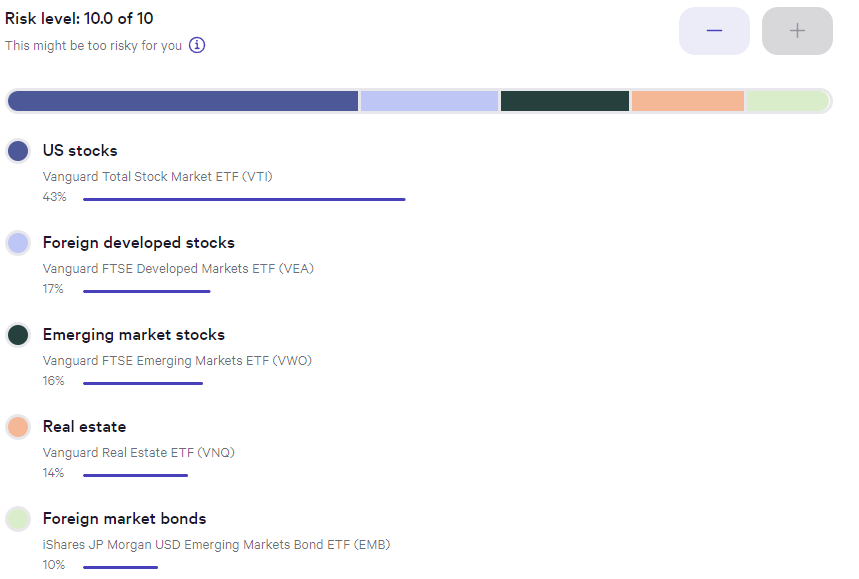 Risk level: 10.0 of 10
This might be too risky for you
US stocks
Vanguard Total Stock Market ETF (VTI)
43%
Foreign developed stocks
Vanguard FTSE Developed Markets ETF (VEA)
17%
Emerging market stocks
Vanguard FTSE Emerging Markets ETF (VWO)
16%
Real estate
Vanguard Real Estate ETF (VNQ)
14%
Foreign market bonds
iShares JP Morgan USD Emerging Markets Bond ETF (EMB)
10%